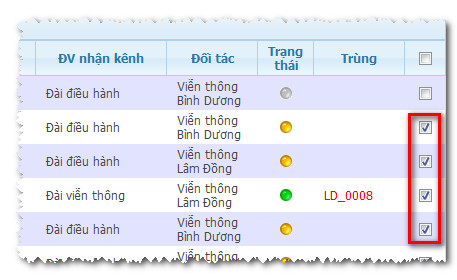 ĐV nhận kênh Đối tác Trạng thái Trùng
Đài điều hành Viễn thông Bình Dương
Đài điều hành Viễn thông Bình Dương
Đài điều hành Viễn thông Lâm Đồng
Đài viễn thông Viễn thông Lâm Đồng LD_0008
Đài điều hành Viễn thông Bình Dương
Viễn thông